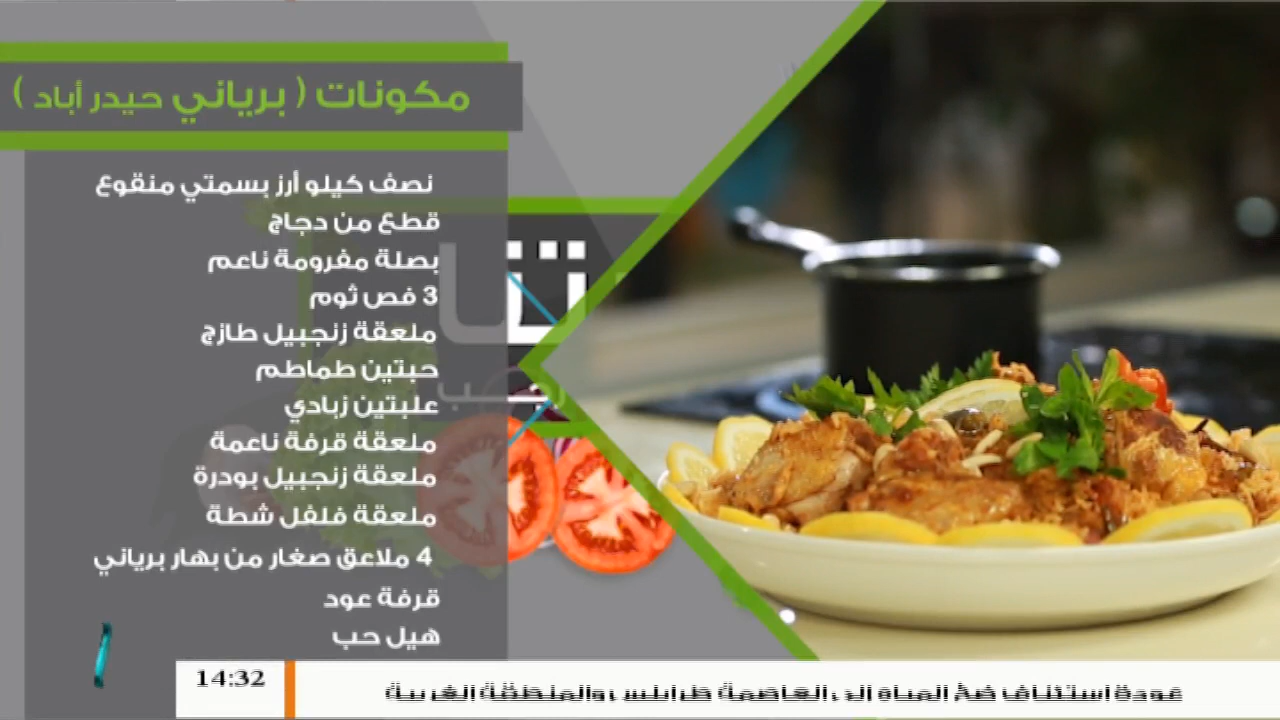 مكونات ( برياني حيدر أباد )
نصف كيلو أرز بسمتي منقوع
قطع من دجاج
بصلة مفرومة ناعم
3 فص ثوم
ملعقة زنجبيل طازج
حبتين طماطم
علبتين زبادي
ملعقة قرفة ناعمة
ملعقة زنجبيل بودرة
ملعقة فلفل شطة
4 ملاعق صغار من بهار برياني
قرفة عود
هيل حب
14:32
عودة استئناف ضخ المياه إلى العاصمة طرابلس والمنطقة الغربية